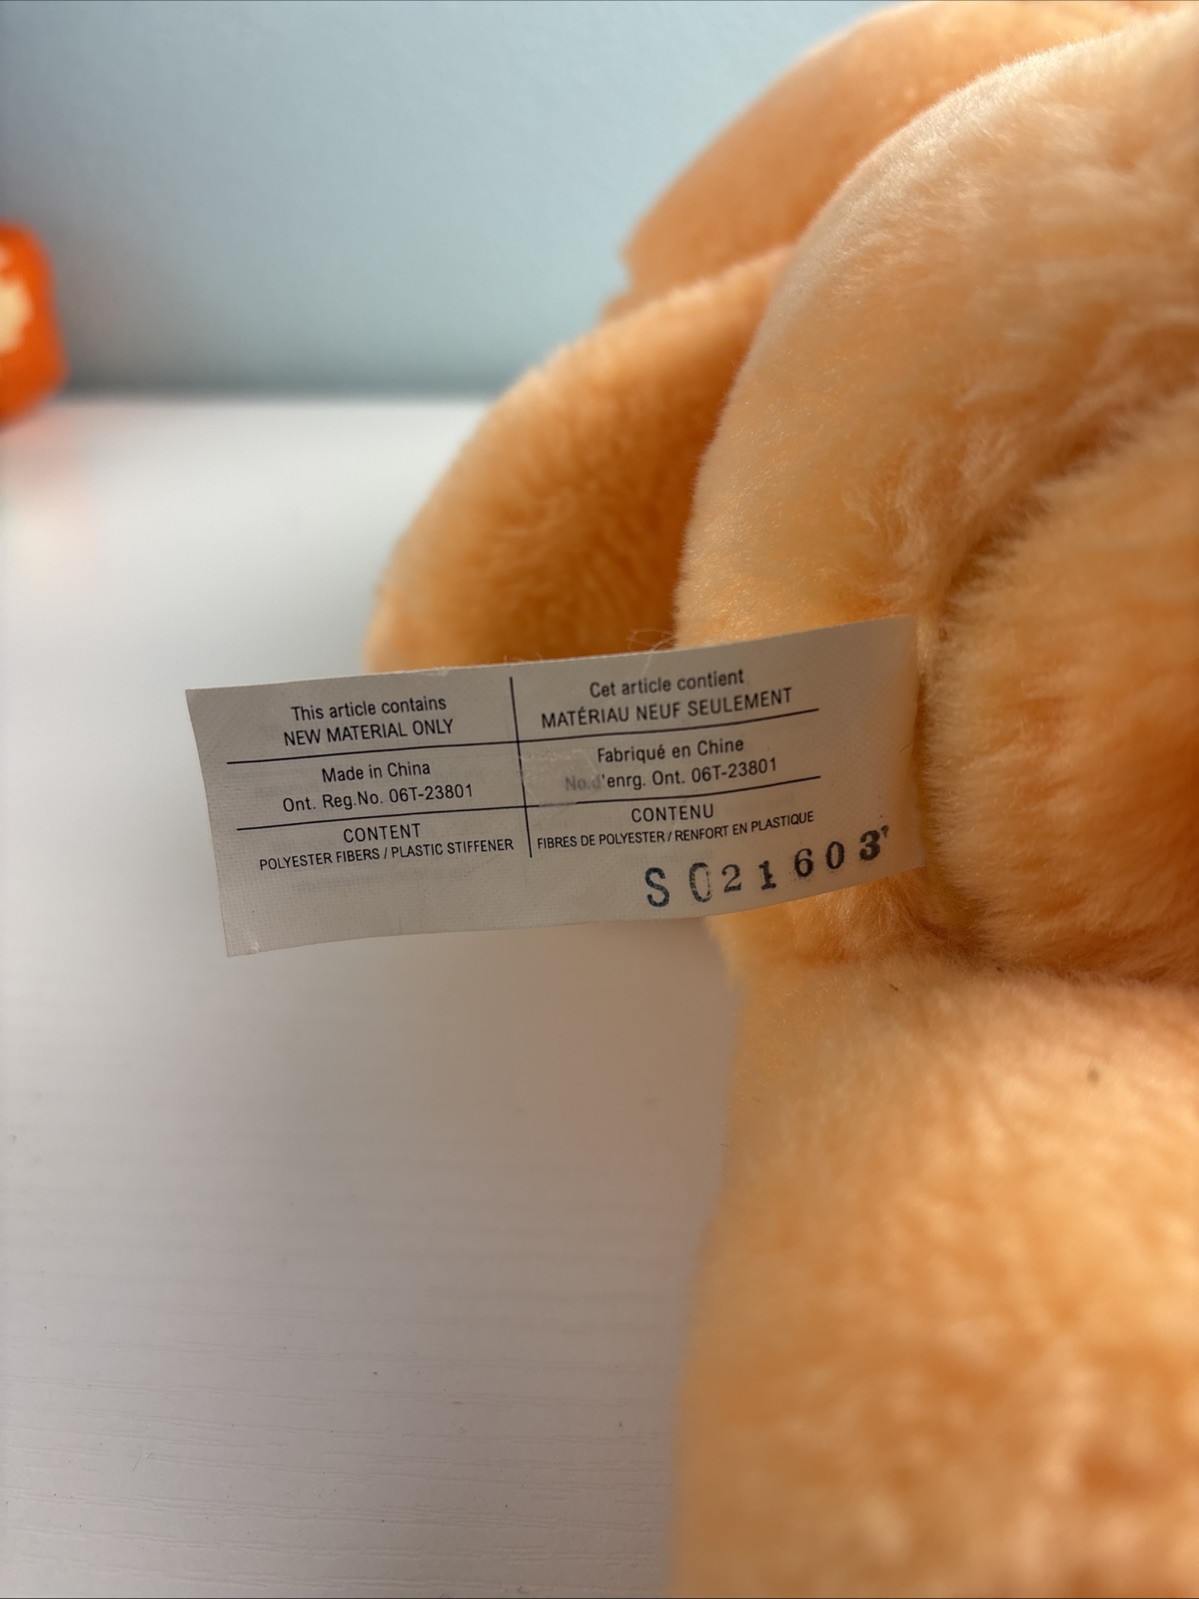 This article contains
NEW MATERIAL ONLY
Made in China
Ont. Reg.No. 06T-23801
CONTENT
POLYESTER FIBERS / PLASTIC STIFFENER
Cet article contient
MATÉRIAU NEUF SEULEMENT
Fabriqué en Chine
No.d'enrg. Ont. 06T-23801
CONTENU
FIBRES DE POLYESTER / RENFORT EN PLASTIQUE
S 021603